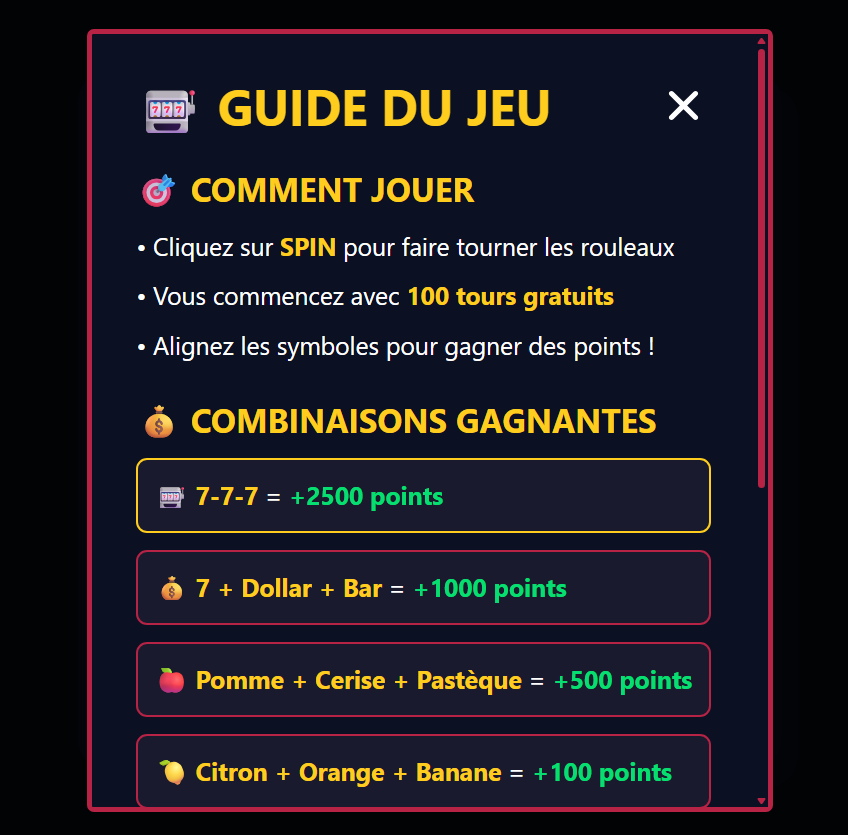 GUIDE DU JEU
COMMENT JOUER
• Cliquez sur SPIN pour faire tourner les rouleaux
• Vous commencez avec 100 tours gratuits
• Alignez les symboles pour gagner des points !
COMBINAISONS GAGNANTES
7-7-7 = +2500 points
7 + Dollar + Bar = +1000 points
Pomme + Cerise + Pastèque = +500 points
Citron + Orange + Banane = +100 points